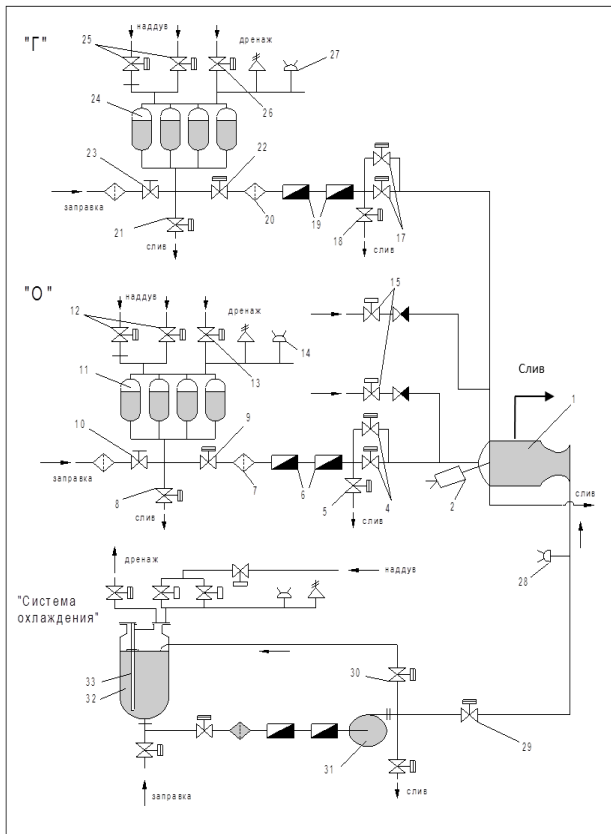 "Г"
наддув
дренаж
25
27
24
26
23
22
заправка
21
20
19
18
17
слив
слив
"О"
наддув
дренаж
12
15
14
13
11
Слив
1
10
9
заправка
8
7
6
5
4
2
слив
слив
слив
дренаж
наддув
28
"Система
охлаждения"
33
32
30
31
29
слив
заправка